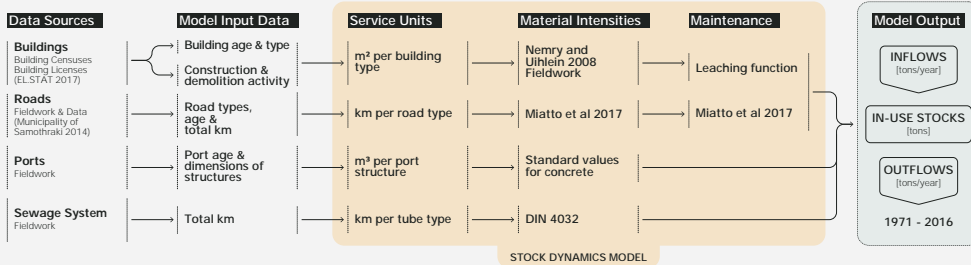 Data Sources
Model Input Data
Service Units
Material Intensities
Maintenance
Model Output
Buildings
Building Censuses
Building Licenses
(EL.STAT 2017)
Building age & type
Construction &
demolition activity
m² per building
type
Nemry and
Uihlein 2008
Fieldwork
Leaching function
INFLOWS
[tons/year]
Roads
Fieldwork & Data
(Municipality of
Samothraki 2014)
Road types,
age &
total km
km per road type
Miatto et al 2017
Miatto et al 2017
IN-USE STOCKS
[tons]
Ports
Fieldwork
Port age &
dimensions of
structures
m³ per port
structure
Standard values
for concrete
OUTFLOWS
[tons/year]
Sewage System
Fieldwork
Total km
km per tube type
DIN 4032
1971 - 2016
STOCK DYNAMICS MODEL